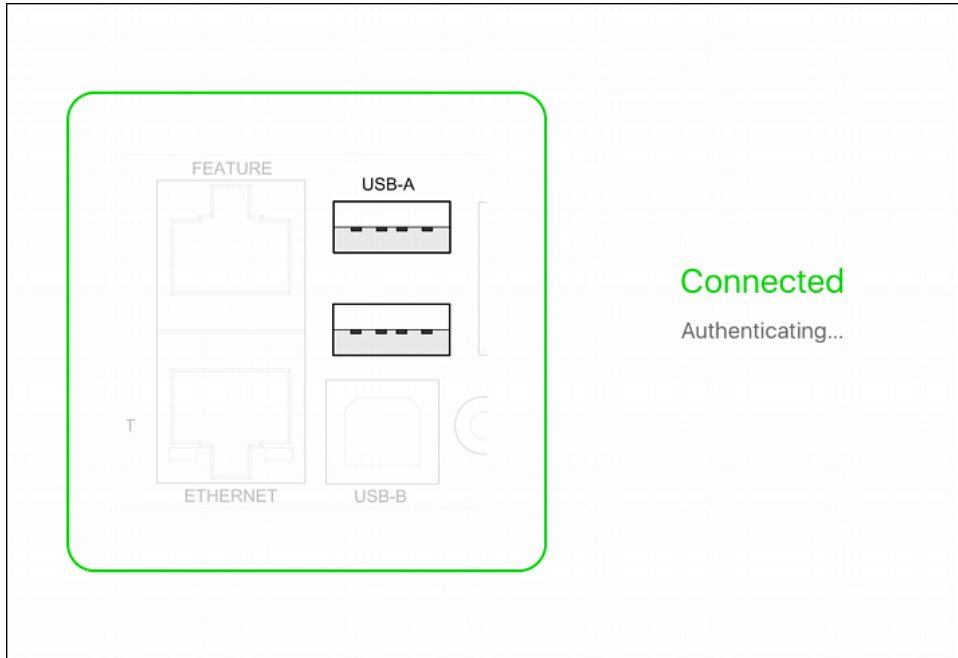 FEATURE
USB-A
Connected
Authenticating...
T
ETHERNET
USB-B